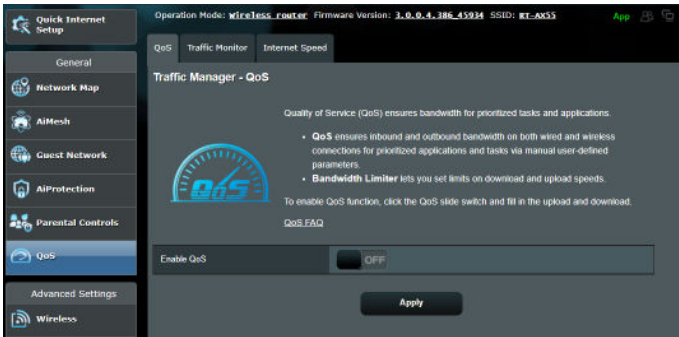 Quick Internet
Setup
Operation Mode: Wireless router Firmware Version: 3.0.0.4.386_45934 SSID: RT-AX55 App
General
QoS Traffic Monitor Internet Speed
Network Map
Traffic Manager - QoS
AiMesh
Quality of Service (QoS) ensures bandwidth for prioritized tasks and applications.
QoS ensures inbound and outbound bandwidth on both wired and wireless
connections for prioritized applications and tasks via manual user-defined
parameters.
Guest Network
Bandwidth Limiter lets you set limits on download and upload speeds.
AiProtection
QoS
To enable QoS function, click the QoS slide switch and fill in the upload and download.
Parental Controls
QoS FAQ
QoS
Enable QoS OFF
Advanced Settings
Apply
Wireless